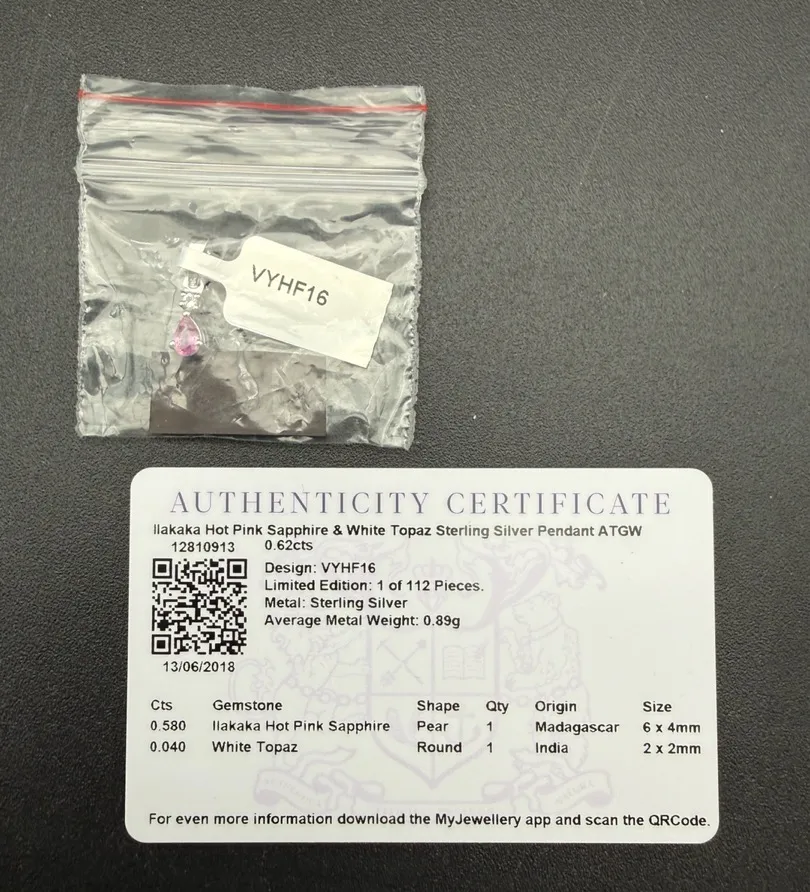 VYHF16
AUTHENTICITY CERTIFICATE
Ilakaka Hot Pink Sapphire & White Topaz Sterling Silver Pendant ATGW
12810913 0.62cts
Design: VYHF16
Limited Edition: 1 of 112 Pieces.
Metal: Sterling Silver
Average Metal Weight: 0.89g
13/06/2018
Cts Gemstone Shape Qty Origin Size
0.580 Ilakaka Hot Pink Sapphire Pear 1 Madagascar 6 x 4mm
0.040 White Topaz Round 1 India 2 x 2mm
For even more information download the MyJewellery app and scan the QRCode.